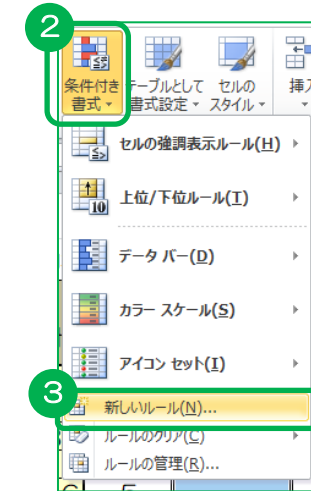 2
条件付き 書式
テーブルとして 書式設定
セルの スタイル
挿入
セルの強調表示ルール(H)
上位/下位ルール(T)
10
データ バー(D)
カラー スケール(S)
アイコン セット(I)
3
新しいルール(N)...
ルールのクリア(C)
ルールの管理(R)...